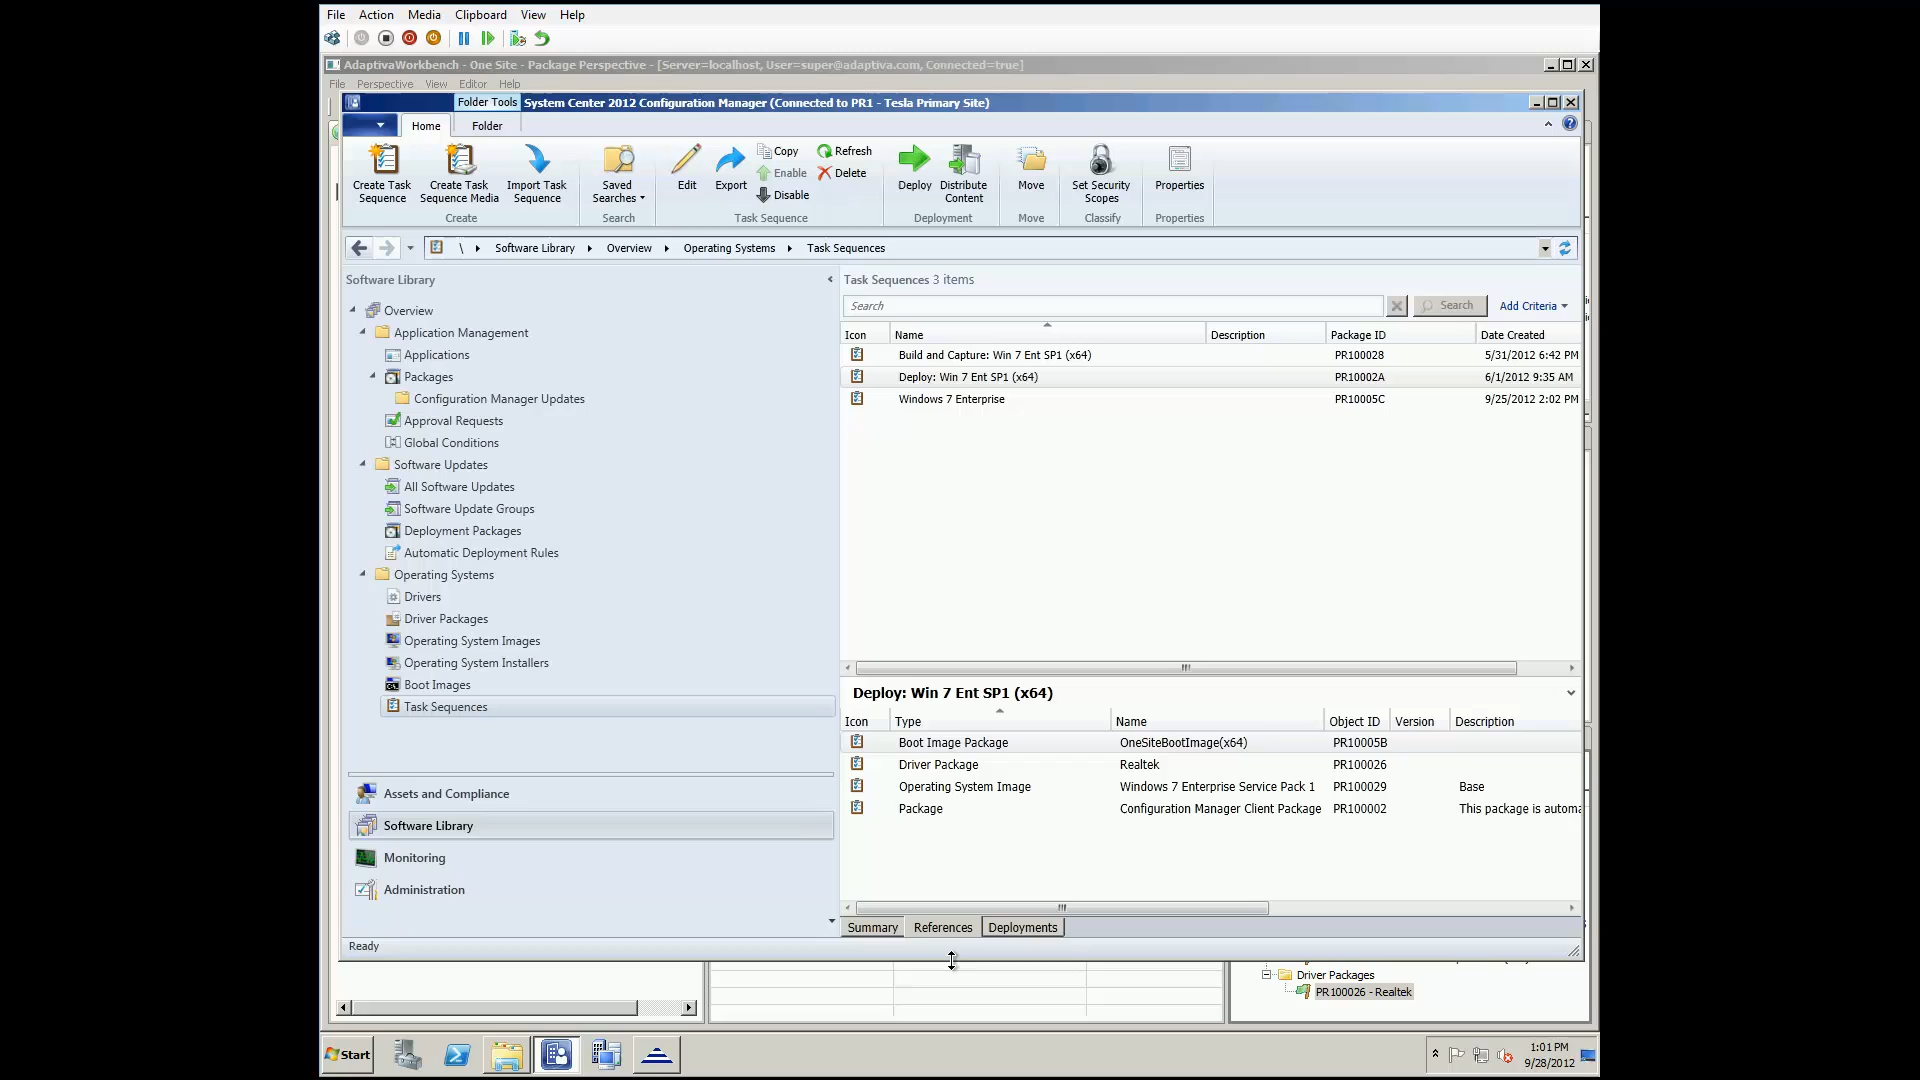 File Action Media Clipboard View Help
AdaptivaWorkbench - One Site - Package Perspective - [Server=localhost, User=super@adaptiva.com, Connected=true]
File Perspective View Editor Help
Folder Tools System Center 2012 Configuration Manager (Connected to PR1 - Tesla Primary Site)
Home Folder
Create Task Sequence
Create Task Sequence Media
Import Task Sequence
Saved Searches
Edit
Export
Copy
Enable
Disable
Refresh
Delete
Deploy
Distribute Content
Move
Set Security Scopes
Properties
Create Search Task Sequence Deployment Move Classify Properties
\ Software Library Overview Operating Systems Task Sequences
Software Library
Overview
Application Management
Applications
Packages
Configuration Manager Updates
Approval Requests
Global Conditions
Software Updates
All Software Updates
Software Update Groups
Deployment Packages
Automatic Deployment Rules
Operating Systems
Drivers
Driver Packages
Operating System Images
Operating System Installers
Boot Images
Task Sequences
Assets and Compliance
Software Library
Monitoring
Administration
Task Sequences 3 items
Search Search Add Criteria
Icon Name Description Package ID Date Created
Build and Capture: Win 7 Ent SP1 (x64) PR100028 5/31/2012 6:42 PM
Deploy: Win 7 Ent SP1 (x64) PR10002A 6/1/2012 9:35 AM
Windows 7 Enterprise PR10005C 9/25/2012 2:02 PM
Deploy: Win 7 Ent SP1 (x64)
Icon Type Name Object ID Version Description
Boot Image Package OneSiteBootImage(x64) PR10005B
Driver Package Realtek PR100026
Operating System Image Windows 7 Enterprise Service Pack 1 PR100029 Base
Package Configuration Manager Client Package PR100002 This package is automa
Summary References Deployments
Ready
Driver Packages
PR100026 - Realtek
Start
1:01 PM
9/28/2012